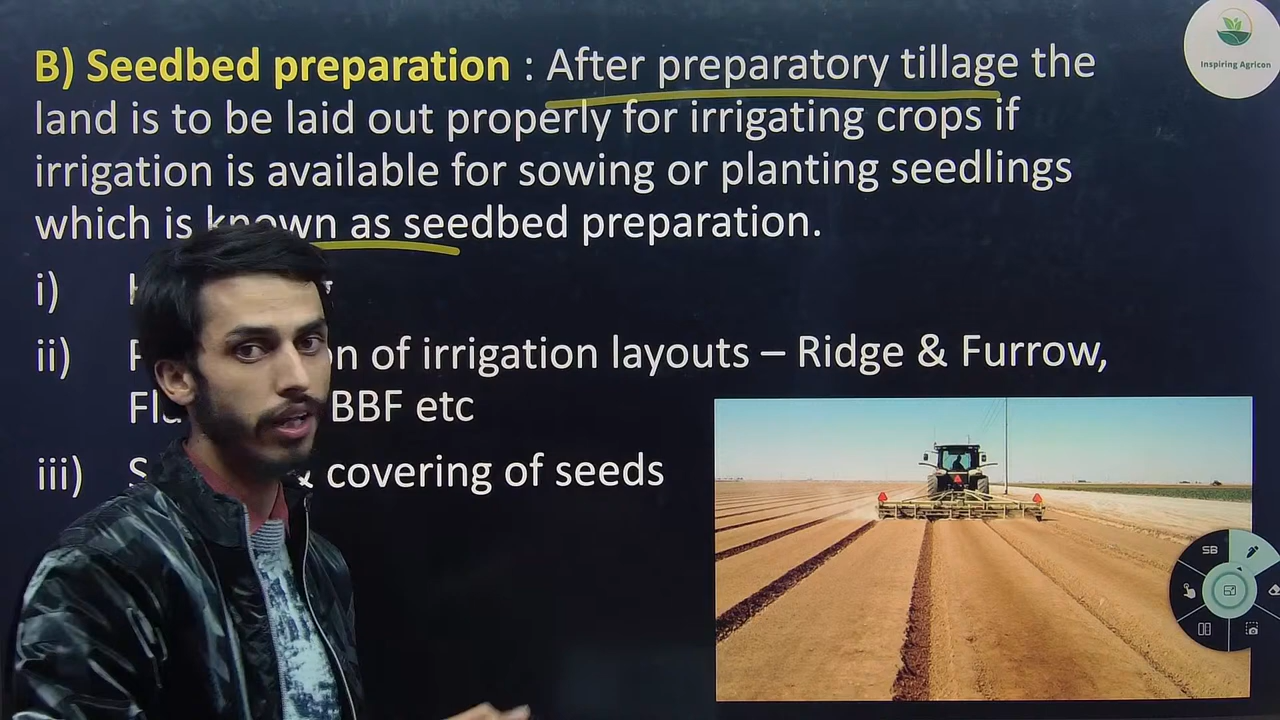 B) Seedbed preparation : After preparatory tillage the
land is to be laid out properly for irrigating crops if
irrigation is available for sowing or planting seedlings
which is known as seedbed preparation.
i)
ii) of irrigation layouts – Ridge & Furrow,
BBF etc
iii) & covering of seeds
Inspiring Agricon
SB